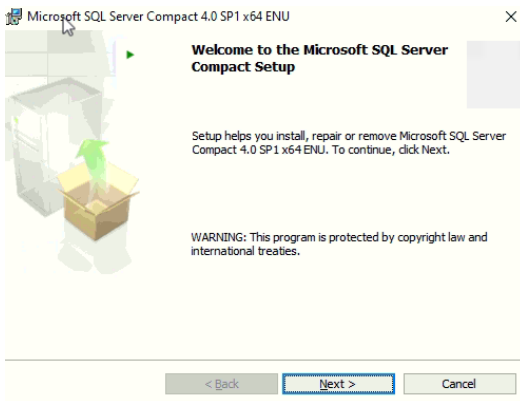 Microsoft SQL Server Compact 4.0 SP1 x64 ENU
Welcome to the Microsoft SQL Server
Compact Setup
Setup helps you install, repair or remove Microsoft SQL Server
Compact 4.0 SP1 x64 ENU. To continue, click Next.
WARNING: This program is protected by copyright law and
international treaties.
< Back
Next >
Cancel